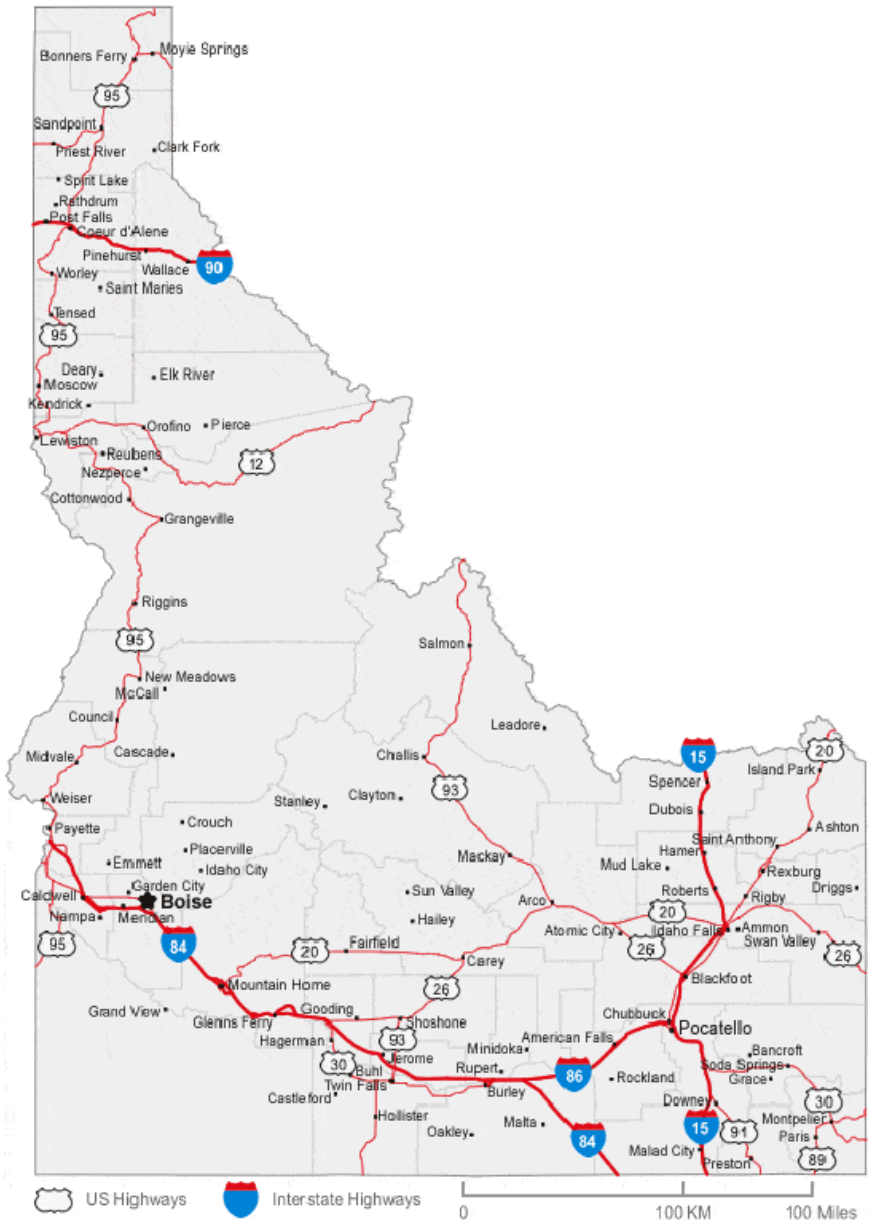 Moyie Springs
Bonners Ferry
95
Sandpoint
Priest River
Clark Fork
Spirit Lake
Rathdrum
Post Falls
Coeur d'Alene
Pinehurst
Wallace
90
Worley
Saint Maries
Tensed
95
Deary
Elk River
Moscow
Kendrick
Orofino
Pierce
Lewiston
Reubens
12
Nezperce
Cottonwood
Grangeville
Riggins
95
Salmon
New Meadows
McCall
Council
Leadore
Midvale
Cascade
Challis
15
20
Island Park
Spencer
93
Weiser
Stanley
Clayton
Dubois
Payette
Crouch
Ashton
Saint Anthony
Placerville
Mackay
Hamer
Emmett
Idaho City
Mud Lake
Rexburg
Garden City
Caldwell
Boise
Sun Valley
Roberts
Rigby
Driggs
Arco
Nampa
Meridian
20
Hailey
Atomic City
Idaho Falls
Ammon
Swan Valley
95
84
20
Fairfield
26
26
Carey
Blackfoot
Mountain Home
26
Grand View
Glenns Ferry
Gooding
Shoshone
Chubbuck
Pocatello
Hagerman
93
American Falls
Minidoka
Bancroft
Jerome
30
Buhl
Rupert
86
Soda Springs
Twin Falls
Rockland
Grace
Castleford
Burley
Downey
30
Hollister
Malta
15
91
Montpelier
Oakley
84
Paris
Malad City
Preston
89
US Highways
Interstate Highways
0
100 KM
100 Miles